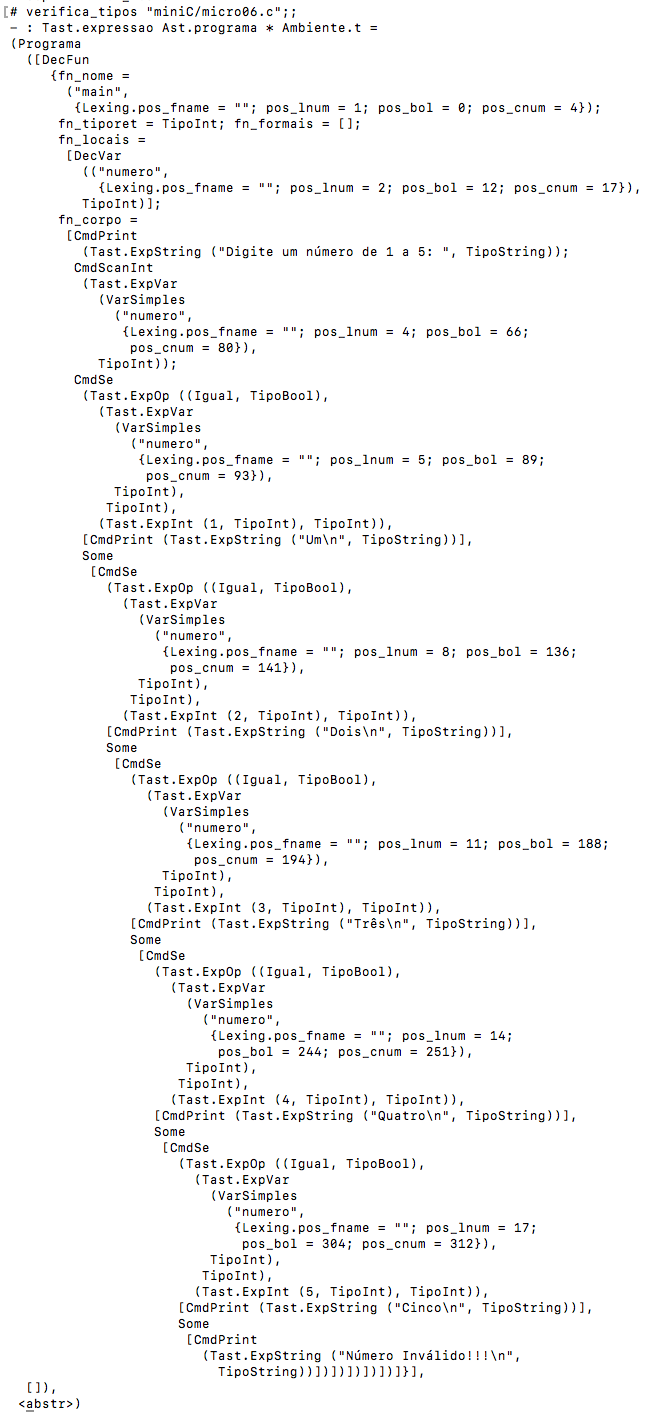 [# verifica_tipos "miniC/micro06.c";;
- : Tast.expressao Ast.programa * Ambiente.t =
(Programa
([DecFun
{fn_nome =
("main",
{Lexing.pos_fname = ""; pos_lnum = 1; pos_bol = 0; pos_cnum = 4});
fn_tiporet = TipoInt; fn_formais = [];
fn_locais =
[DecVar
(("numero",
{Lexing.pos_fname = ""; pos_lnum = 2; pos_bol = 12; pos_cnum = 17}),
TipoInt)];
fn_corpo =
[CmdPrint
(Tast.ExpString ("Digite um número de 1 a 5: ", TipoString));
CmdScanInt
(Tast.ExpVar
(VarSimples
("numero",
{Lexing.pos_fname = ""; pos_lnum = 4; pos_bol = 66;
pos_cnum = 80}),
TipoInt));
CmdSe
(Tast.ExpOp ((Igual, TipoBool),
(Tast.ExpVar
(VarSimples
("numero",
{Lexing.pos_fname = ""; pos_lnum = 5; pos_bol = 89;
pos_cnum = 93}),
TipoInt),
TipoInt),
(Tast.ExpInt (1, TipoInt), TipoInt)),
[CmdPrint (Tast.ExpString ("Um\n", TipoString))],
Some
[CmdSe
(Tast.ExpOp ((Igual, TipoBool),
(Tast.ExpVar
(VarSimples
("numero",
{Lexing.pos_fname = ""; pos_lnum = 8; pos_bol = 136;
pos_cnum = 141}),
TipoInt),
TipoInt),
(Tast.ExpInt (2, TipoInt), TipoInt)),
[CmdPrint (Tast.ExpString ("Dois\n", TipoString))],
Some
[CmdSe
(Tast.ExpOp ((Igual, TipoBool),
(Tast.ExpVar
(VarSimples
("numero",
{Lexing.pos_fname = ""; pos_lnum = 11; pos_bol = 188;
pos_cnum = 194}),
TipoInt),
TipoInt),
(Tast.ExpInt (3, TipoInt), TipoInt)),
[CmdPrint (Tast.ExpString ("Três\n", TipoString))],
Some
[CmdSe
(Tast.ExpOp ((Igual, TipoBool),
(Tast.ExpVar
(VarSimples
("numero",
{Lexing.pos_fname = ""; pos_lnum = 14;
pos_bol = 244; pos_cnum = 251}),
TipoInt),
TipoInt),
(Tast.ExpInt (4, TipoInt), TipoInt)),
[CmdPrint (Tast.ExpString ("Quatro\n", TipoString))],
Some
[CmdSe
(Tast.ExpOp ((Igual, TipoBool),
(Tast.ExpVar
(VarSimples
("numero",
{Lexing.pos_fname = ""; pos_lnum = 17;
pos_bol = 304; pos_cnum = 312}),
TipoInt),
TipoInt),
(Tast.ExpInt (5, TipoInt), TipoInt)),
[CmdPrint (Tast.ExpString ("Cinco\n", TipoString))],
Some
[CmdPrint
(Tast.ExpString ("Número Inválido!!!\n",
TipoString))])])])])])]}],
[]),
<abstr>)